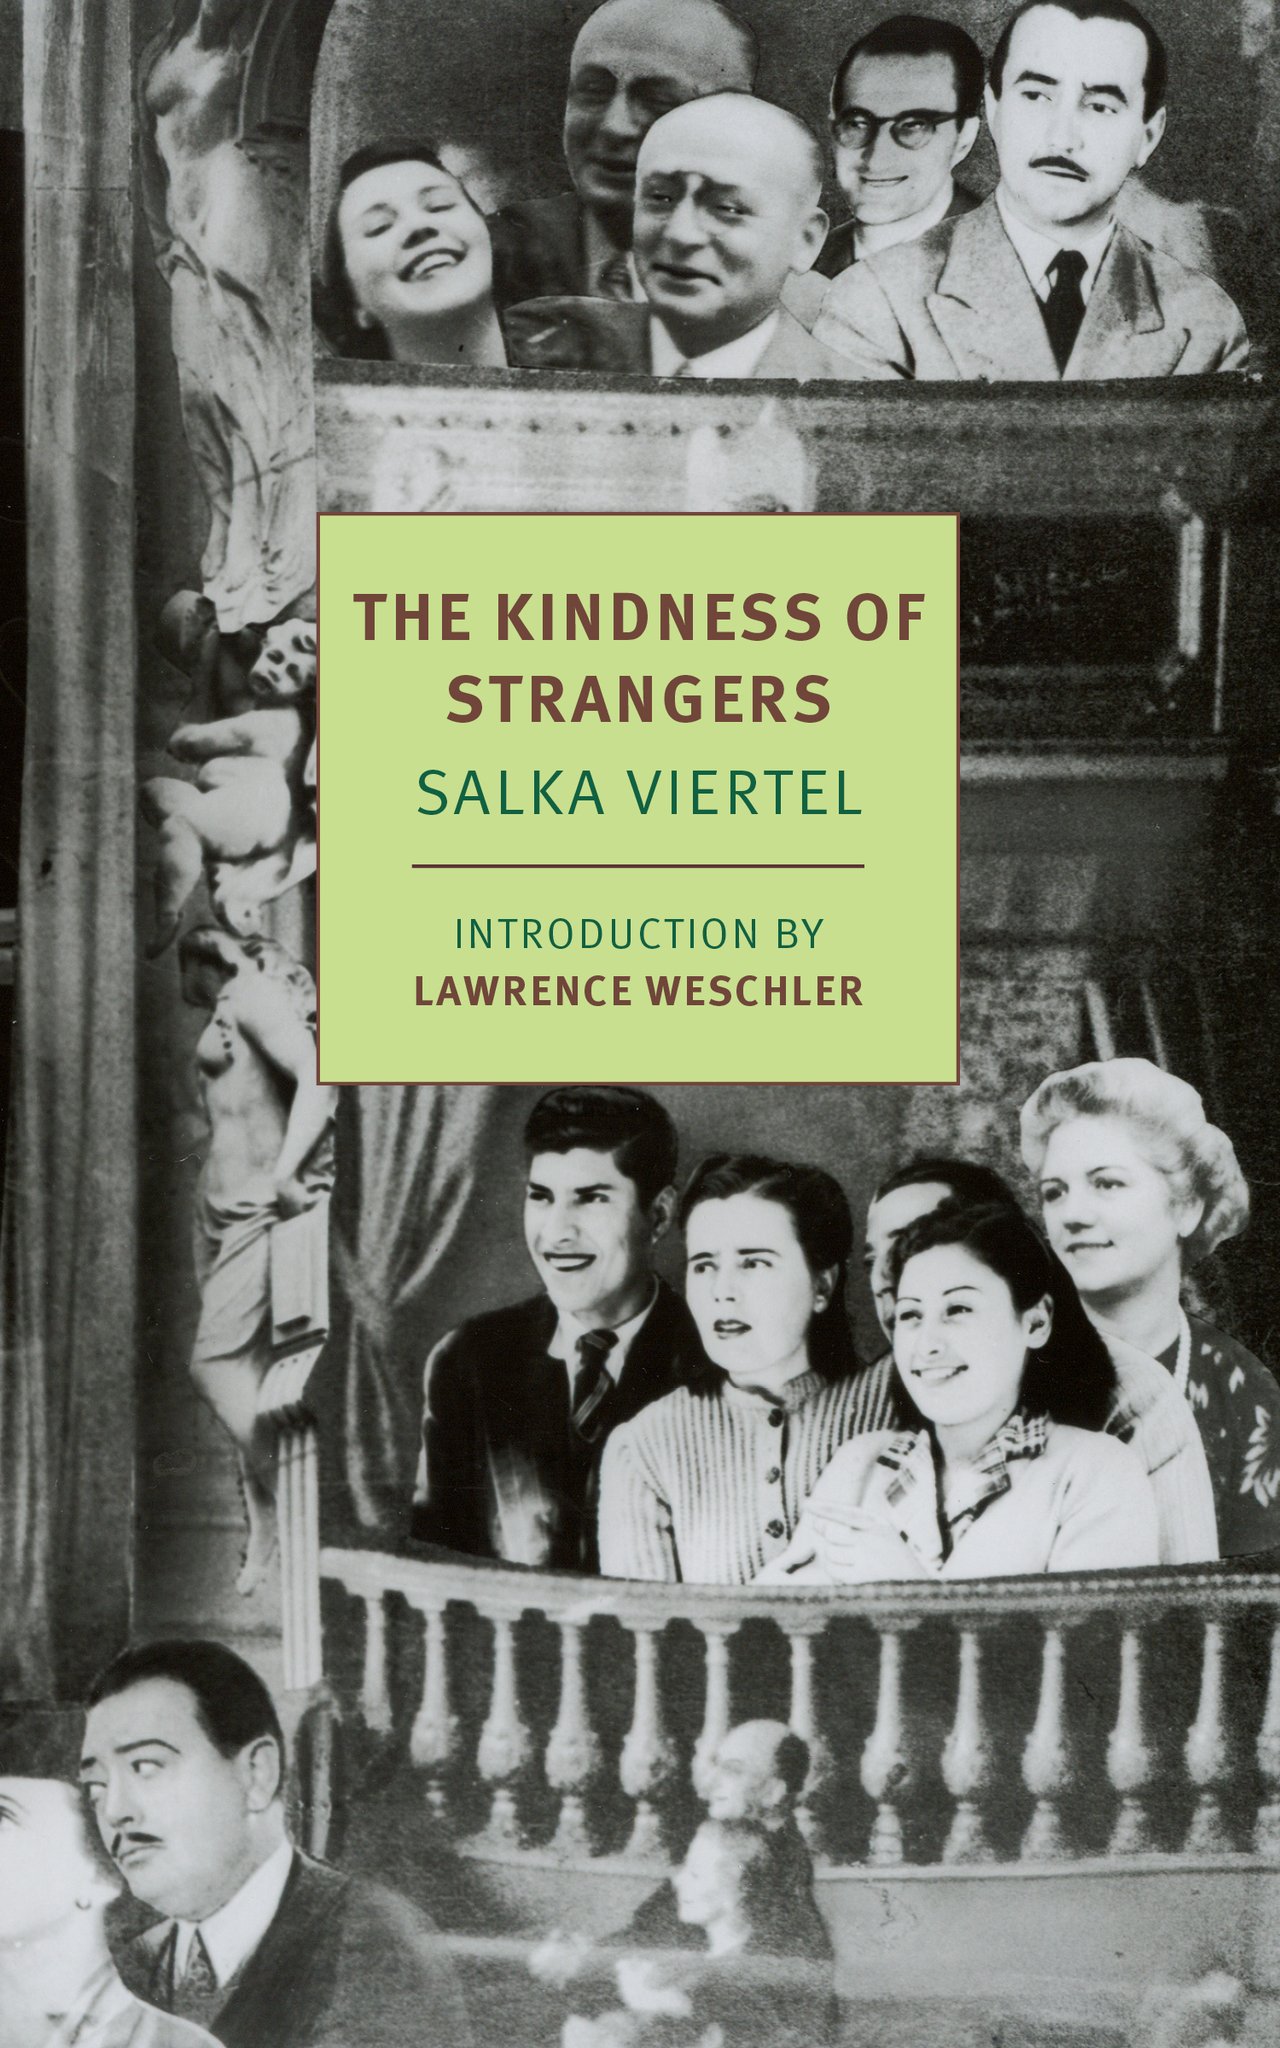 THE KINDNESS OF
STRANGERS
SALKA VIERTEL
INTRODUCTION BY
LAWRENCE WESCHLER